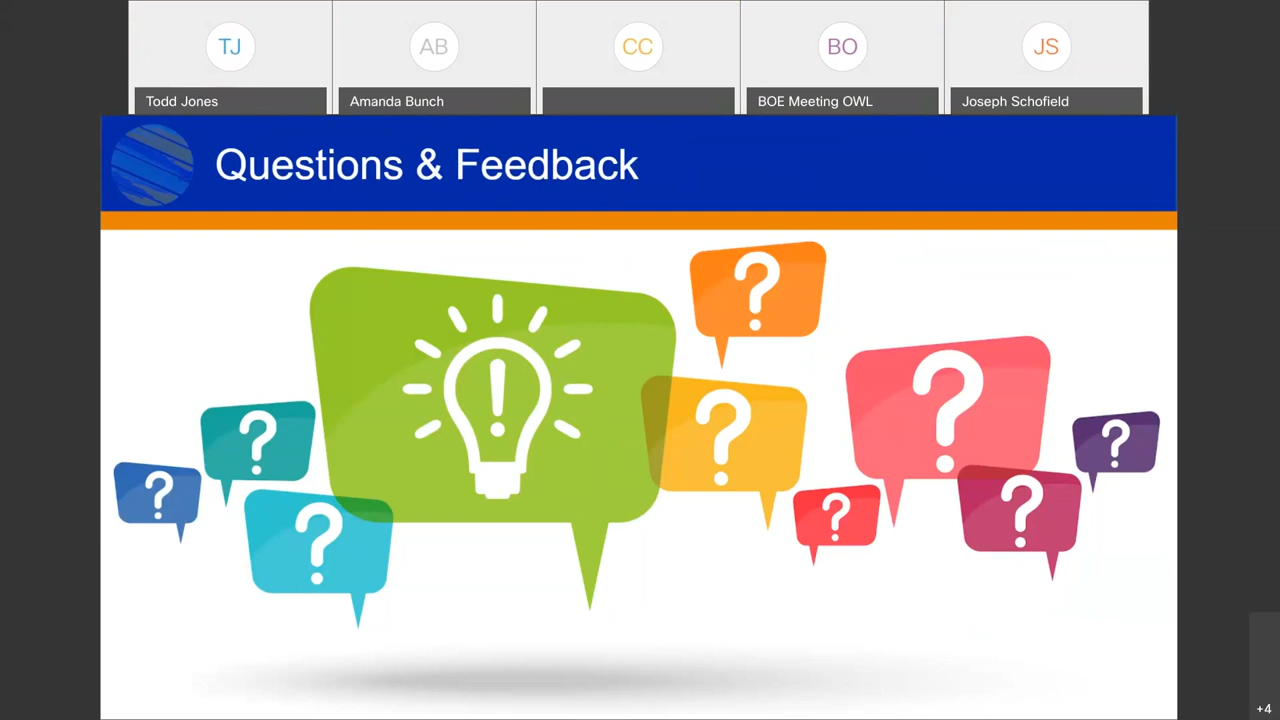 TJ
AB
CC
BO
JS
Todd Jones
Amanda Bunch
BOE Meeting OWL
Joseph Schofield
Questions & Feedback
!
?
?
?
?
?
?
?
?
?
+4